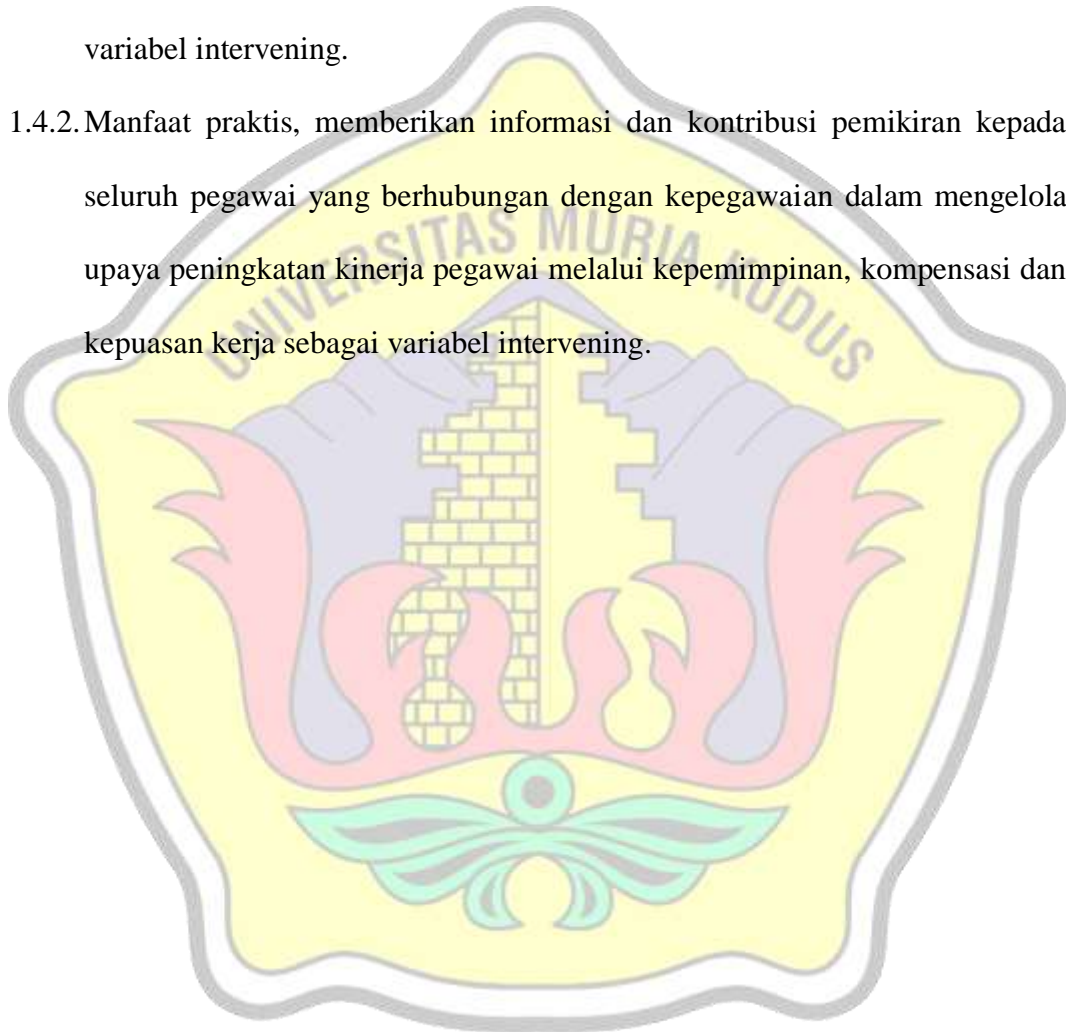 variabel intervening.
1.4.2. Manfaat praktis, memberikan informasi dan kontribusi pemikiran kepada
seluruh pegawai yang berhubungan dengan kepegawaian dalam mengelola
UNIVERSITAS MURIA KUDUS
upaya peningkatan kinerja pegawai melalui kepemimpinan, kompensasi dan
kepuasan kerja sebagai variabel intervening.